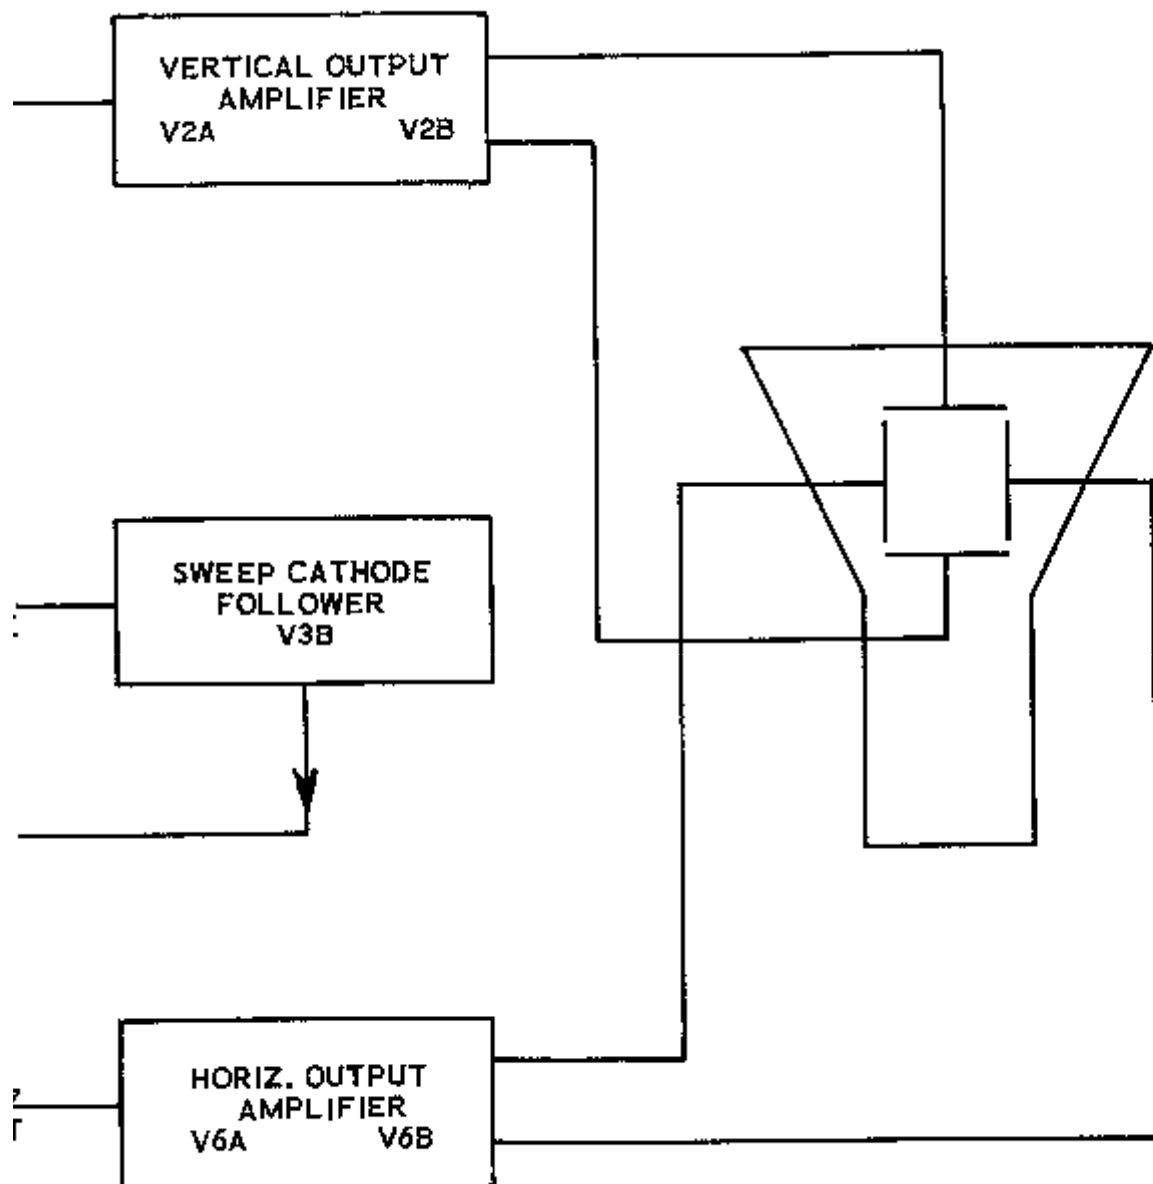 VERTICAL OUTPUT
AMPLIFIER
V2A V2B
SWEEP CATHODE
FOLLOWER
V3B
HORIZ. OUTPUT
AMPLIFIER
V6A V6B